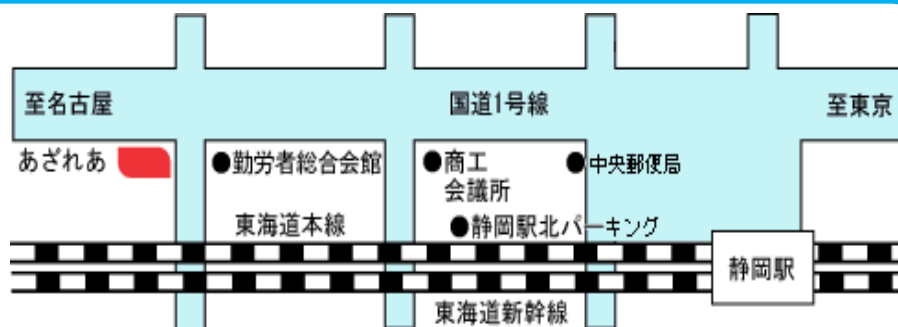 至名古屋
国道1号線
至東京
あざれあ
●勤労者総合会館
●商工
会議所
●中央郵便局
東海道本線
●静岡駅北パーキング
静岡駅
東海道新幹線